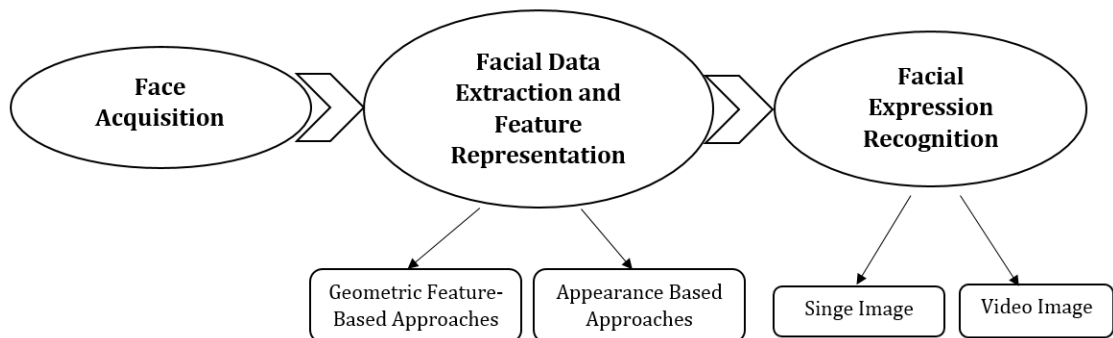 Face
Acquisition
Facial Data
Extraction and
Feature
Representation
Facial
Expression
Recognition
Geometric Feature-
Based Approaches
Appearance Based
Approaches
Singe Image
Video Image